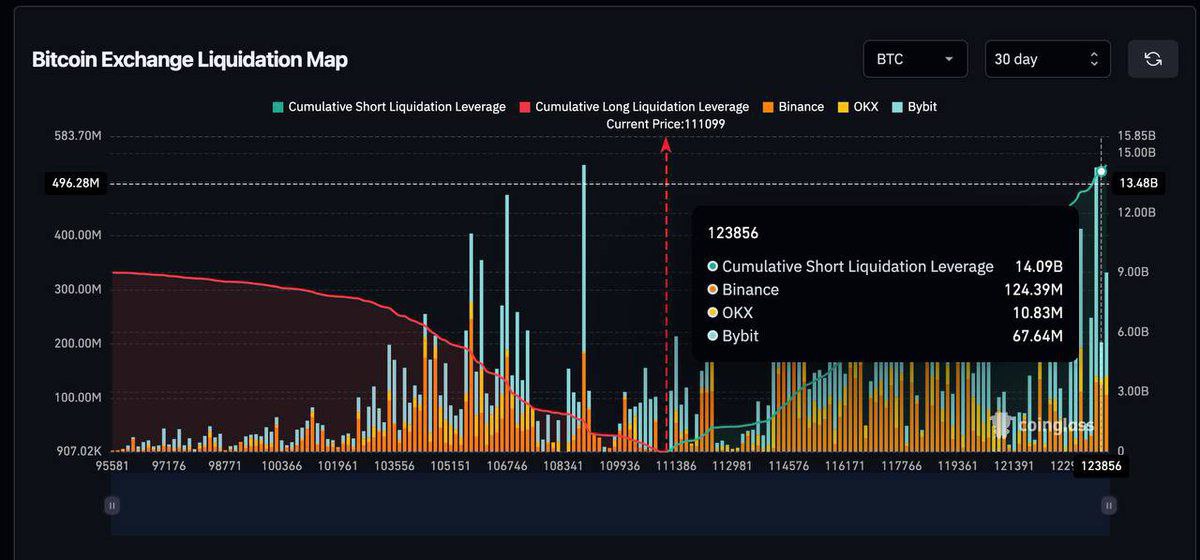 Bitcoin Exchange Liquidation Map
BTC
30 day
Cumulative Short Liquidation Leverage Cumulative Long Liquidation Leverage Binance OKX Bybit
Current Price:111099
583.70M
15.85B
15.00B
496.28M
13.48B
12.00B
400.00M
123856
Cumulative Short Liquidation Leverage 14.09B
Binance 124.39M
OKX 10.83M
Bybit 67.64M
300.00M
9.00B
200.00M
6.00B
100.00M
3.00B
coinglass
907.02K
0
95581 97176 98771 100366 101961 103556 105151 106746 108341 109936 111386 112981 114576 116171 117766 119361 121391 1229 123856